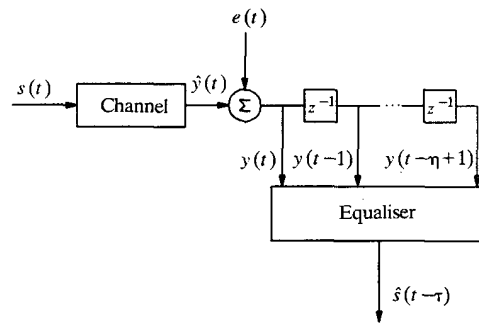 e(t)
s(t) Channel ŷ(t) Σ z⁻¹ ... z⁻¹
y(t) y(t−1) y(t−η+1)
Equaliser
ŝ(t−τ)